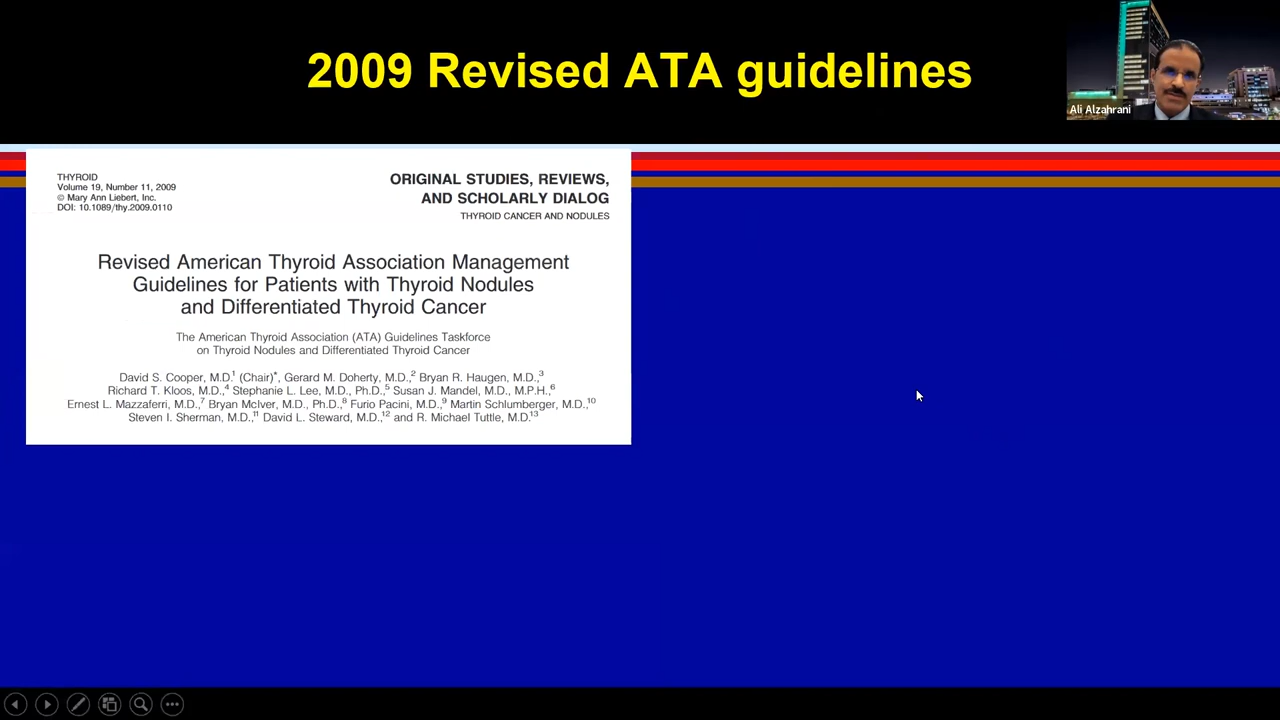 2009 Revised ATA guidelines
Ali Alzahrani
THYROID
Volume 19, Number 11, 2009
© Mary Ann Liebert, Inc.
DOI: 10.1089/thy.2009.0110
ORIGINAL STUDIES, REVIEWS,
AND SCHOLARLY DIALOG
THYROID CANCER AND NODULES
Revised American Thyroid Association Management
Guidelines for Patients with Thyroid Nodules
and Differentiated Thyroid Cancer
The American Thyroid Association (ATA) Guidelines Taskforce
on Thyroid Nodules and Differentiated Thyroid Cancer
David S. Cooper, M.D.¹ (Chair)*, Gerard M. Doherty, M.D.,² Bryan R. Haugen, M.D.,³
Richard T. Kloos, M.D.,⁴ Stephanie L. Lee, M.D., Ph.D.,⁵ Susan J. Mandel, M.D., M.P.H.,⁶
Ernest L. Mazzaferri, M.D.,⁷ Bryan McIver, M.D., Ph.D.,⁸ Furio Pacini, M.D.,⁹ Martin Schlumberger, M.D.,¹⁰
Steven I. Sherman, M.D.,¹¹ David L. Steward, M.D.,¹² and R. Michael Tuttle, M.D.¹³